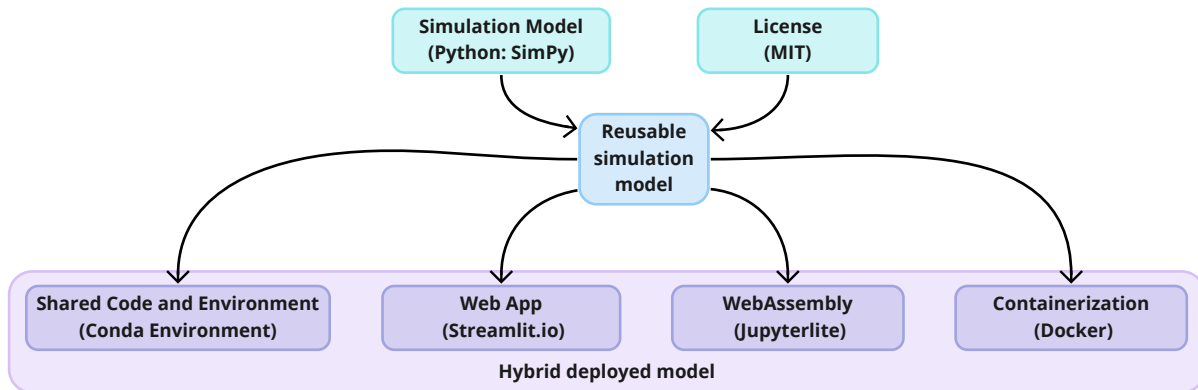 Simulation Model
(Python: SimPy)
License
(MIT)
Reusable
simulation
model
Shared Code and Environment
(Conda Environment)
Web App
(Streamlit.io)
WebAssembly
(Jupyterlite)
Containerization
(Docker)
Hybrid deployed model